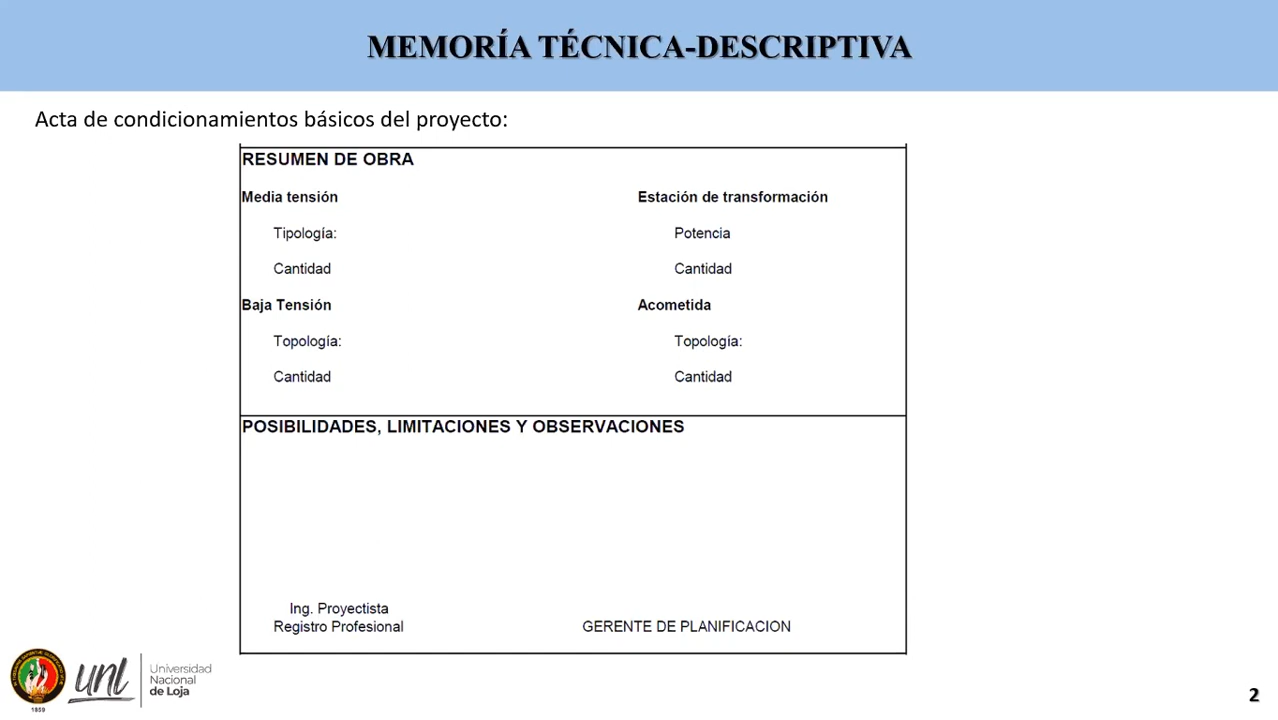 MEMORÍA TÉCNICA-DESCRIPTIVA
Acta de condicionamientos básicos del proyecto:
RESUMEN DE OBRA
Media tensión
Estación de transformación
Tipología:
Potencia
Cantidad
Cantidad
Baja Tensión
Acometida
Topología:
Topología:
Cantidad
Cantidad
POSIBILIDADES, LIMITACIONES Y OBSERVACIONES
Ing. Proyectista
Registro Profesional
GERENTE DE PLANIFICACION
1859
unl
Universidad
Nacional
de Loja
2